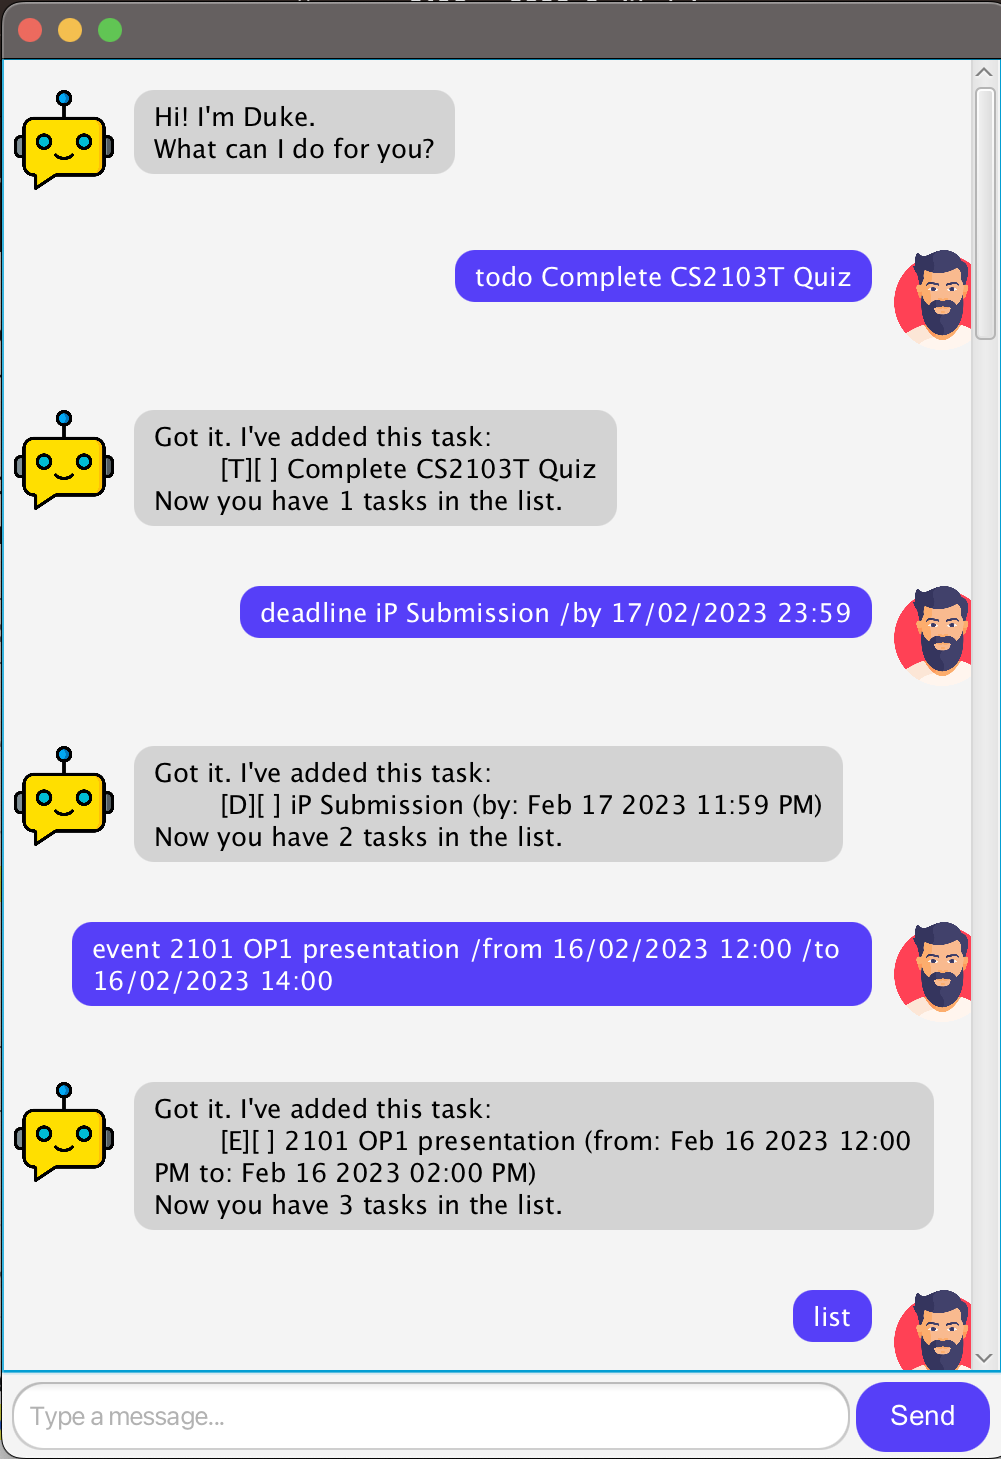 Hi! I'm Duke.
What can I do for you?
todo Complete CS2103T Quiz
Got it. I've added this task:
[T][ ] Complete CS2103T Quiz
Now you have 1 tasks in the list.
deadline iP Submission /by 17/02/2023 23:59
Got it. I've added this task:
[D][ ] iP Submission (by: Feb 17 2023 11:59 PM)
Now you have 2 tasks in the list.
event 2101 OP1 presentation /from 16/02/2023 12:00 /to
16/02/2023 14:00
Got it. I've added this task:
[E][ ] 2101 OP1 presentation (from: Feb 16 2023 12:00
PM to: Feb 16 2023 02:00 PM)
Now you have 3 tasks in the list.
list
Type a message...
Send